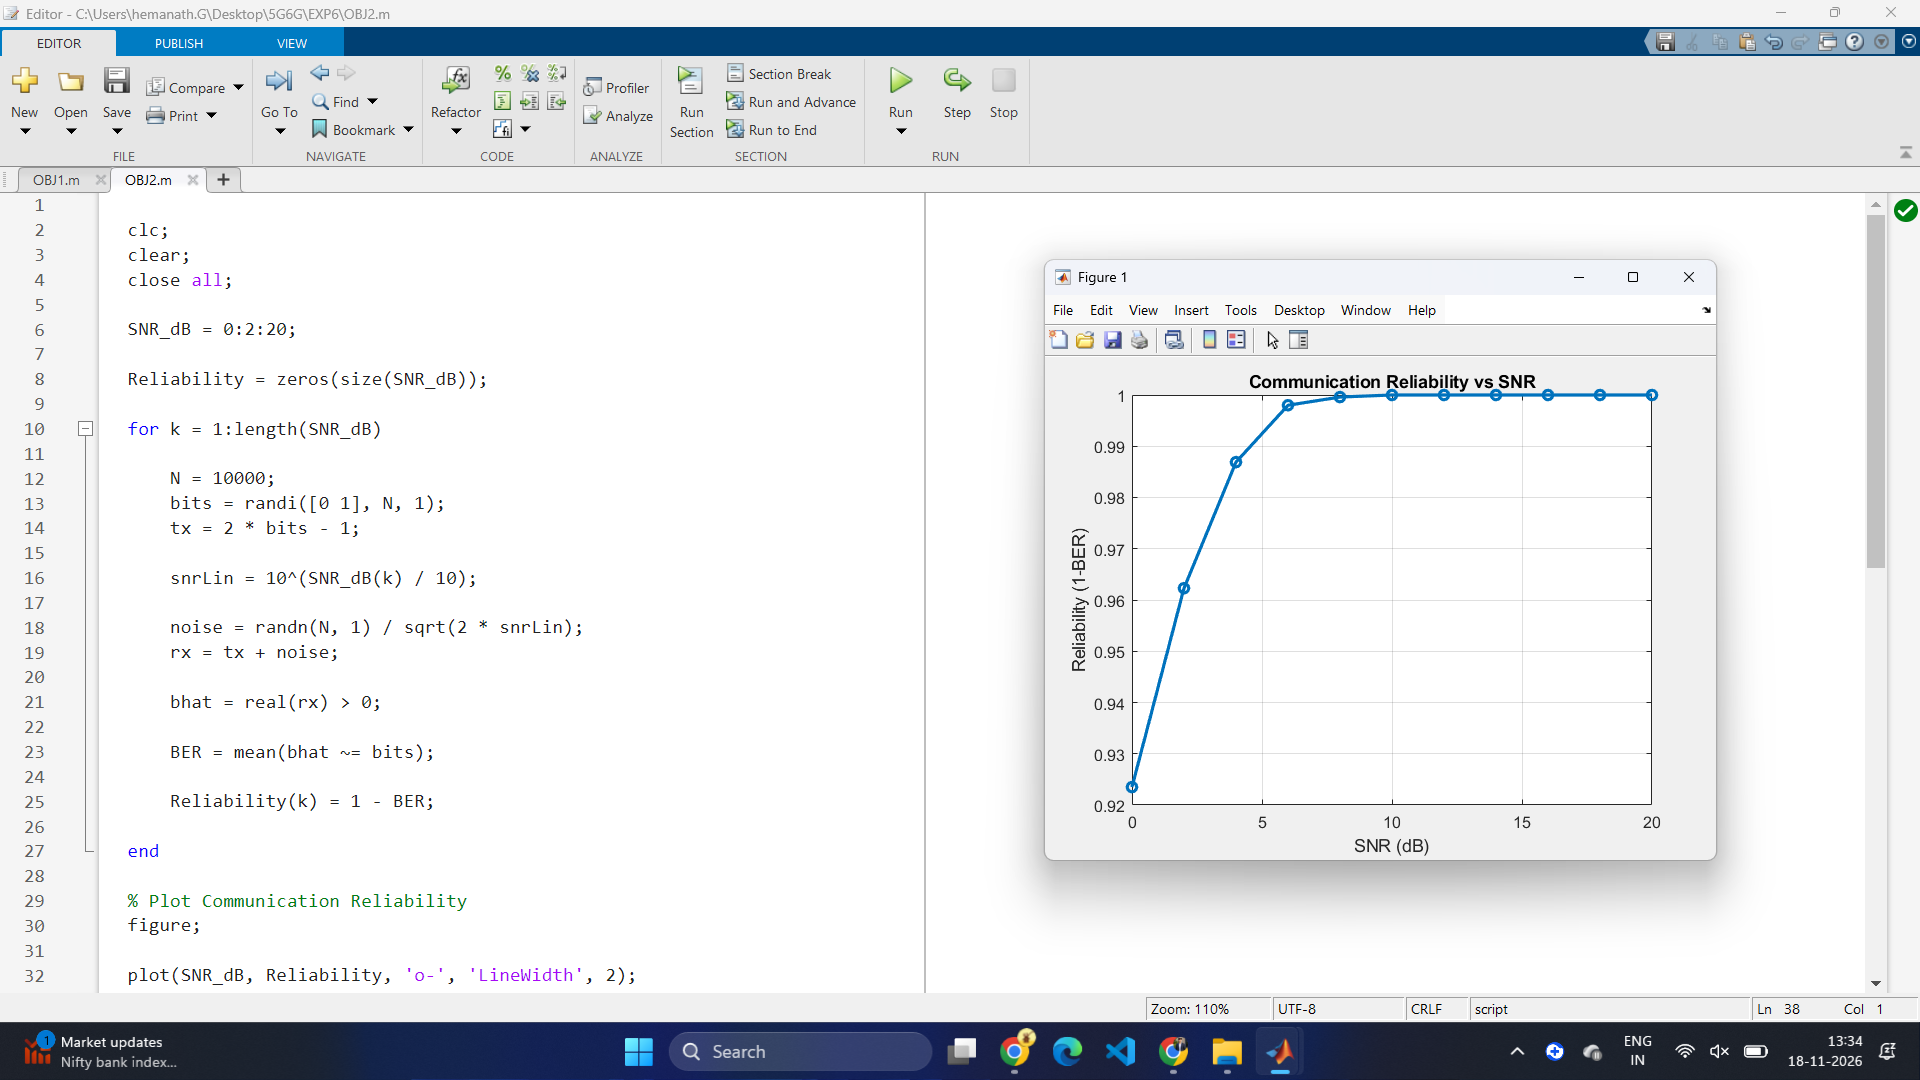 Editor - C:\Users\hemanath.G\Desktop\5G6G\EXP6\OBJ2.m
EDITOR
PUBLISH
VIEW
New
Open
Save
Compare
Print
Go To
Find
Bookmark
Refactor
Profiler
Analyze
Run
Section
Section Break
Run and Advance
Run to End
Run
Step
Stop
FILE
NAVIGATE
CODE
ANALYZE
SECTION
RUN
OBJ1.m
OBJ2.m
1
2 clc;
3 clear;
4 close all;
5
6 SNR_dB = 0:2:20;
7
8 Reliability = zeros(size(SNR_dB));
9
10 for k = 1:length(SNR_dB)
11
12 N = 10000;
13 bits = randi([0 1], N, 1);
14 tx = 2 * bits - 1;
15
16 snrLin = 10^(SNR_dB(k) / 10);
17
18 noise = randn(N, 1) / sqrt(2 * snrLin);
19 rx = tx + noise;
20
21 bhat = real(rx) > 0;
22
23 BER = mean(bhat ~= bits);
24
25 Reliability(k) = 1 - BER;
26
27 end
28
29 % Plot Communication Reliability
30 figure;
31
32 plot(SNR_dB, Reliability, 'o-', 'LineWidth', 2);
Figure 1
File Edit View Insert Tools Desktop Window Help
Communication Reliability vs SNR
Reliability (1-BER)
1
0.99
0.98
0.97
0.96
0.95
0.94
0.93
0.92
0 5 10 15 20
SNR (dB)
Zoom: 110%
UTF-8
CRLF
script
Ln 38
Col 1
1
Market updates
Nifty bank index...
Search
ENG
IN
13:34
18-11-2026